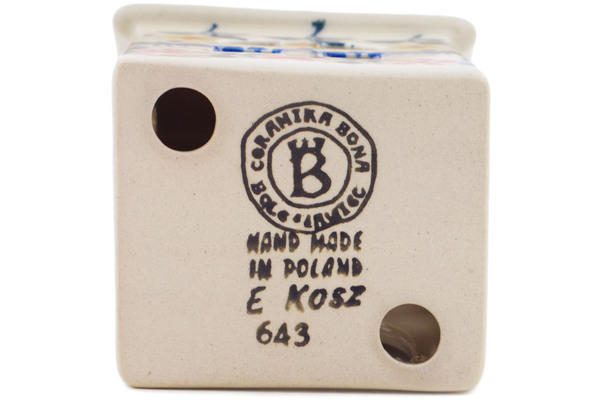 CERAMIKA BONA
BOLESŁAWIEC
B
HAND MADE
IN POLAND
E KOSZ
643